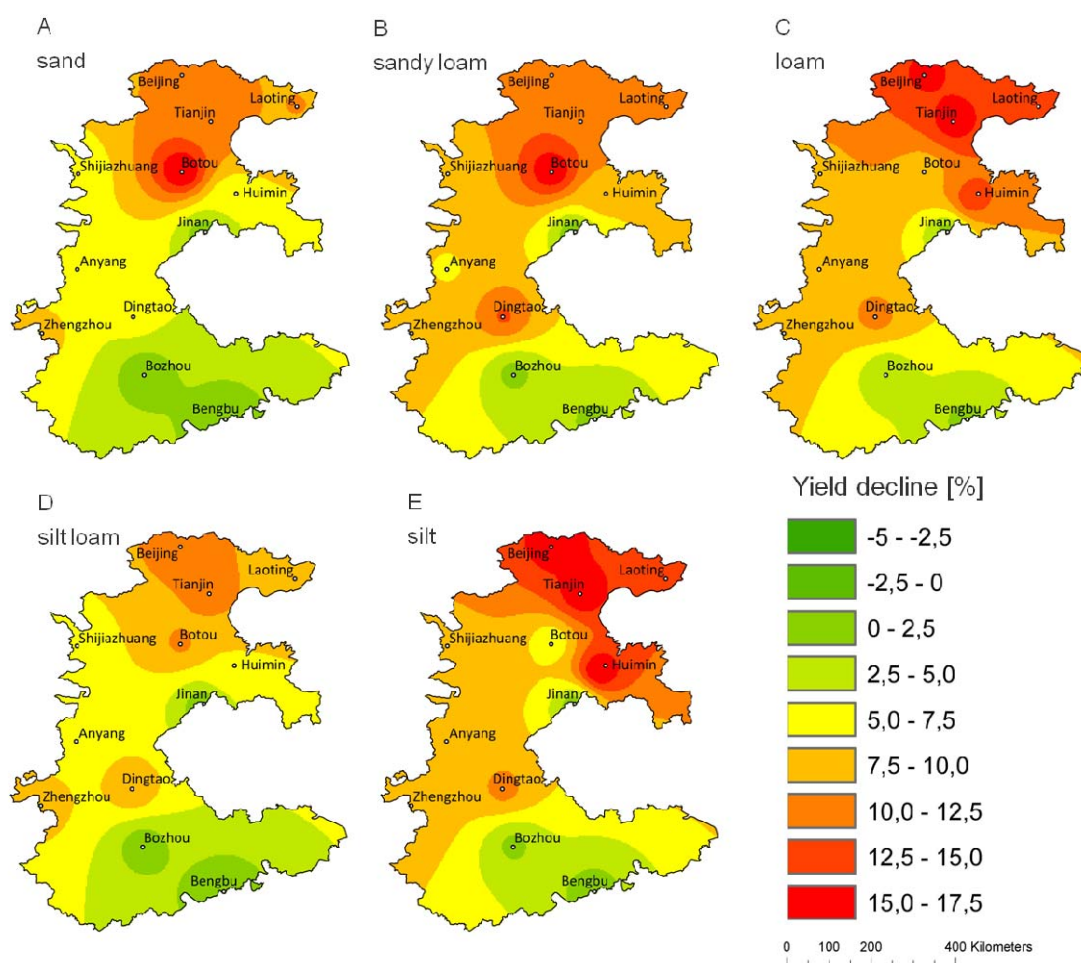 A
sand
Beijing
Laoting
Tianjin
Shijiazhuang
Botou
Huimin
Jinan
Anyang
Dingtao
Zhengzhou
Bozhou
Bengbu
B
sandy loam
Beijing
Laoting
Tianjin
Shijiazhuang
Botou
Huimin
Jinan
Anyang
Dingtao
Zhengzhou
Bozhou
Bengbu
C
loam
Beijing
Laoting
Tianjin
Shijiazhuang
Botou
Huimin
Jinan
Anyang
Dingtao
Zhengzhou
Bozhou
Bengbu
D
silt loam
Beijing
Laoting
Tianjin
Shijiazhuang
Botou
Huimin
Jinan
Anyang
Dingtao
Zhengzhou
Bozhou
Bengbu
E
silt
Beijing
Laoting
Tianjin
Shijiazhuang
Botou
Huimin
Jinan
Anyang
Dingtao
Zhengzhou
Bozhou
Bengbu
Yield decline [%]
-5 - -2,5
-2,5 - 0
0 - 2,5
2,5 - 5,0
5,0 - 7,5
7,5 - 10,0
10,0 - 12,5
12,5 - 15,0
15,0 - 17,5
0 100 200 400 Kilometers